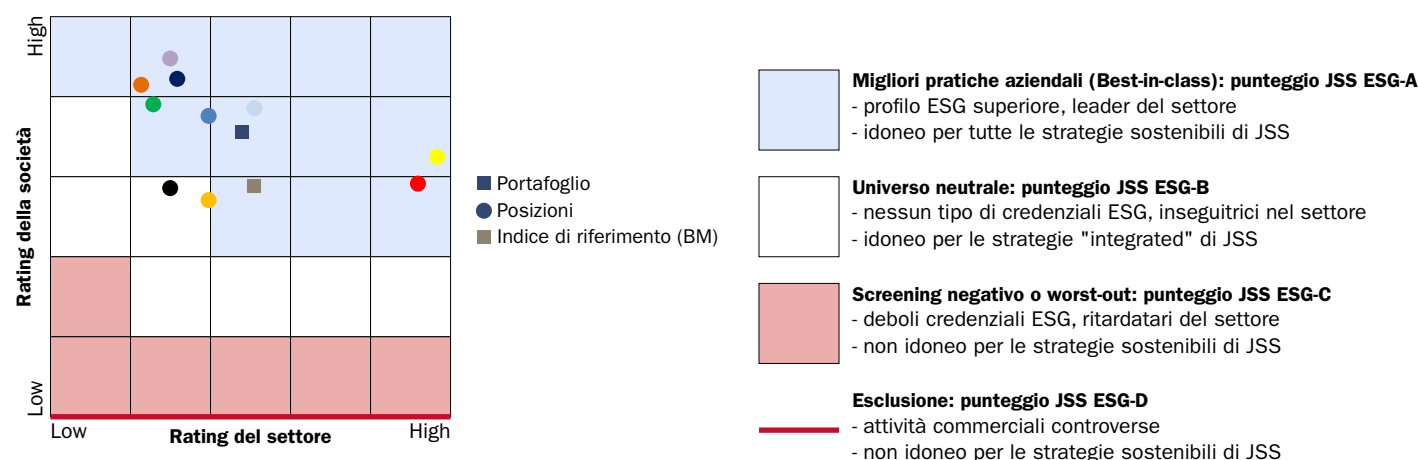 High
Rating della società
Low
Low
Rating del settore
High
Portafoglio
Posizioni
Indice di riferimento (BM)
Migliori pratiche aziendali (Best-in-class): punteggio JSS ESG-A
- profilo ESG superiore, leader del settore
- idoneo per tutte le strategie sostenibili di JSS
Universo neutrale: punteggio JSS ESG-B
- nessun tipo di credenziali ESG, inseguitrici nel settore
- idoneo per le strategie "integrated" di JSS
Screening negativo o worst-out: punteggio JSS ESG-C
- deboli credenziali ESG, ritardatari del settore
- non idoneo per le strategie sostenibili di JSS
Esclusione: punteggio JSS ESG-D
- attività commerciali controverse
- non idoneo per le strategie sostenibili di JSS